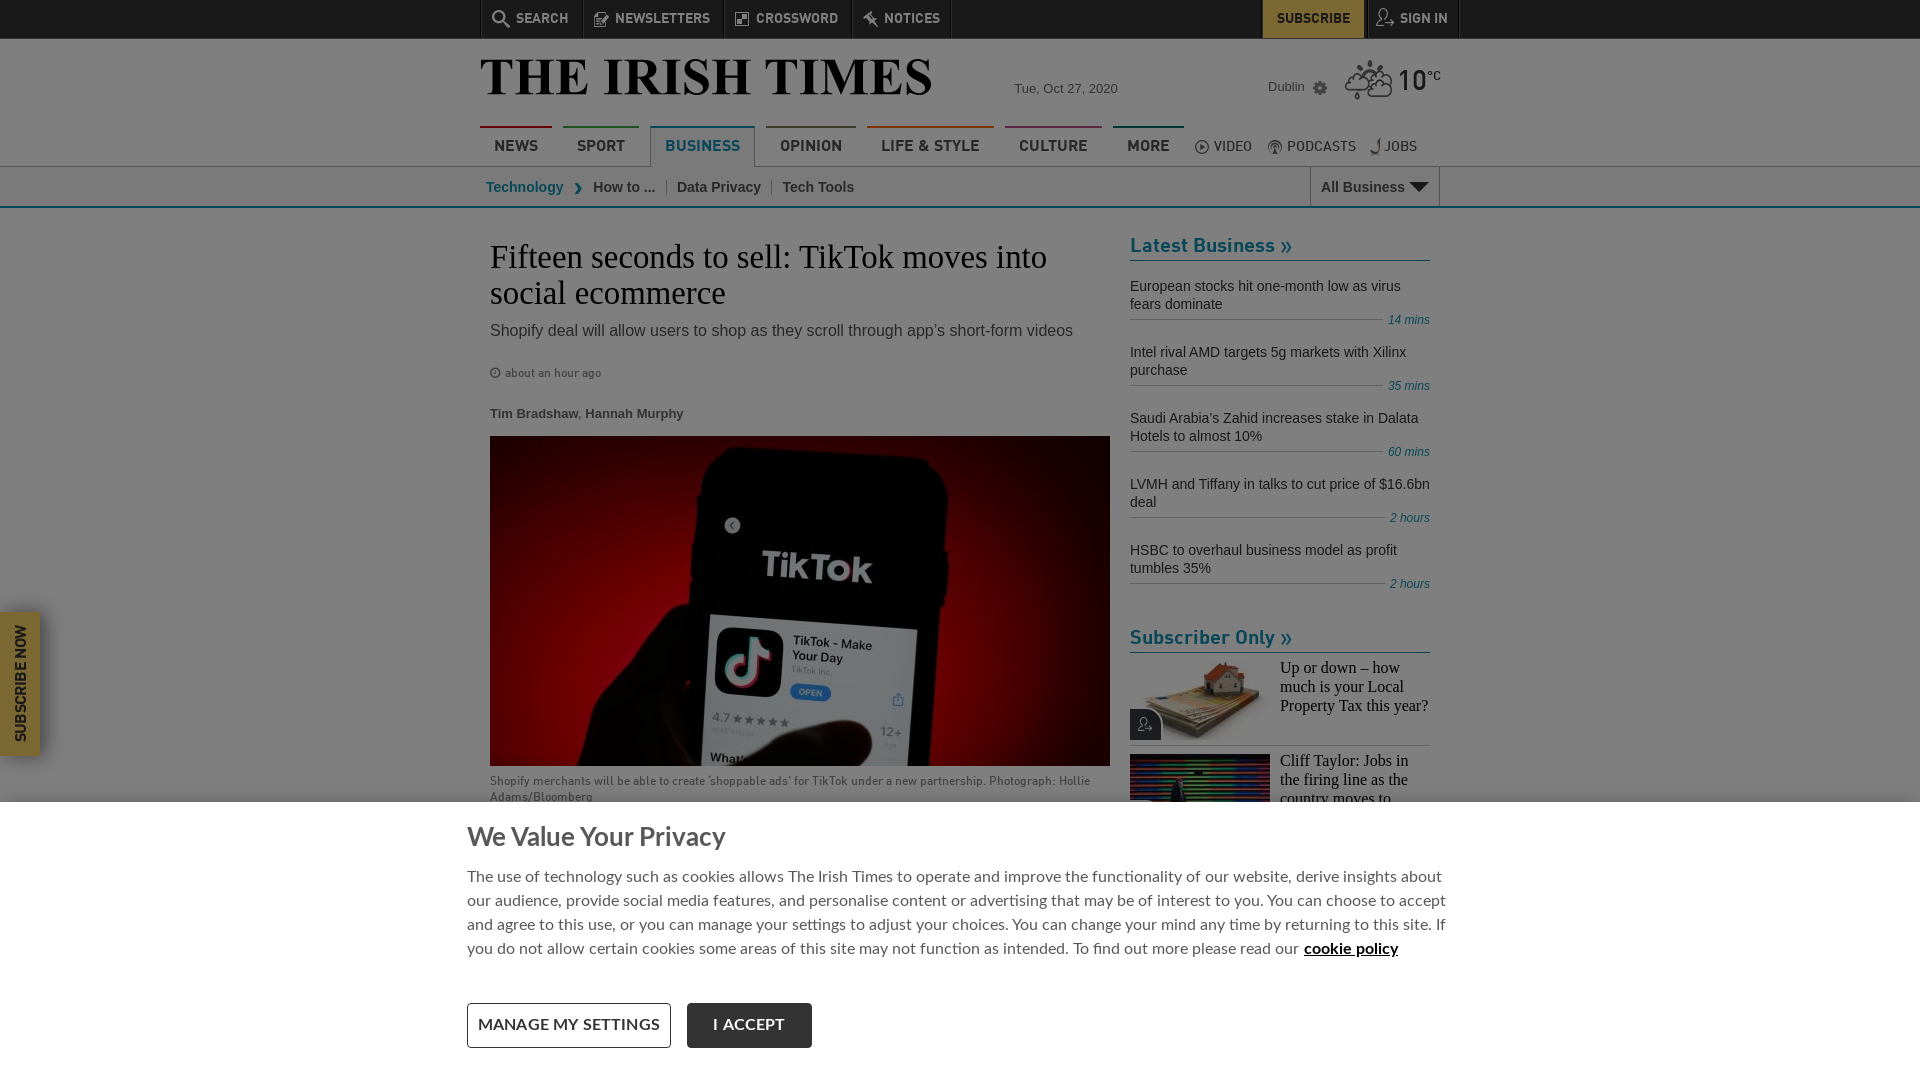 SEARCH
NEWSLETTERS
CROSSWORD
NOTICES
SUBSCRIBE
SIGN IN
THE IRISH TIMES
Tue, Oct 27, 2020
Dublin
10°C
NEWS
SPORT
BUSINESS
OPINION
LIFE & STYLE
CULTURE
MORE
VIDEO
PODCASTS
JOBS
Technology
How to ...
Data Privacy
Tech Tools
All Business
Fifteen seconds to sell: TikTok moves into
social ecommerce
Shopify deal will allow users to shop as they scroll through app’s short-form videos
about an hour ago
Tim Bradshaw, Hannah Murphy
TikTok
TikTok - Make
Your Day
TikTok Inc.
OPEN
4.7 ★★★★★
12+
Age
What's
Shopify merchants will be able to create ‘shoppable ads’ for TikTok under a new partnership. Photograph: Hollie
Adams/Bloomberg
Latest Business »
European stocks hit one-month low as virus
fears dominate
14 mins
Intel rival AMD targets 5g markets with Xilinx
purchase
35 mins
Saudi Arabia’s Zahid increases stake in Dalata
Hotels to almost 10%
60 mins
LVMH and Tiffany in talks to cut price of $16.6bn
deal
2 hours
HSBC to overhaul business model as profit
tumbles 35%
2 hours
Subscriber Only »
Up or down – how
much is your Local
Property Tax this year?
Cliff Taylor: Jobs in
the firing line as the
country moves to
SUBSCRIBE NOW
We Value Your Privacy
The use of technology such as cookies allows The Irish Times to operate and improve the functionality of our website, derive insights about
our audience, provide social media features, and personalise content or advertising that may be of interest to you. You can choose to accept
and agree to this use, or you can manage your settings to adjust your choices. You can change your mind any time by returning to this site. If
you do not allow certain cookies some areas of this site may not function as intended. To find out more please read our cookie policy
MANAGE MY SETTINGS
I ACCEPT